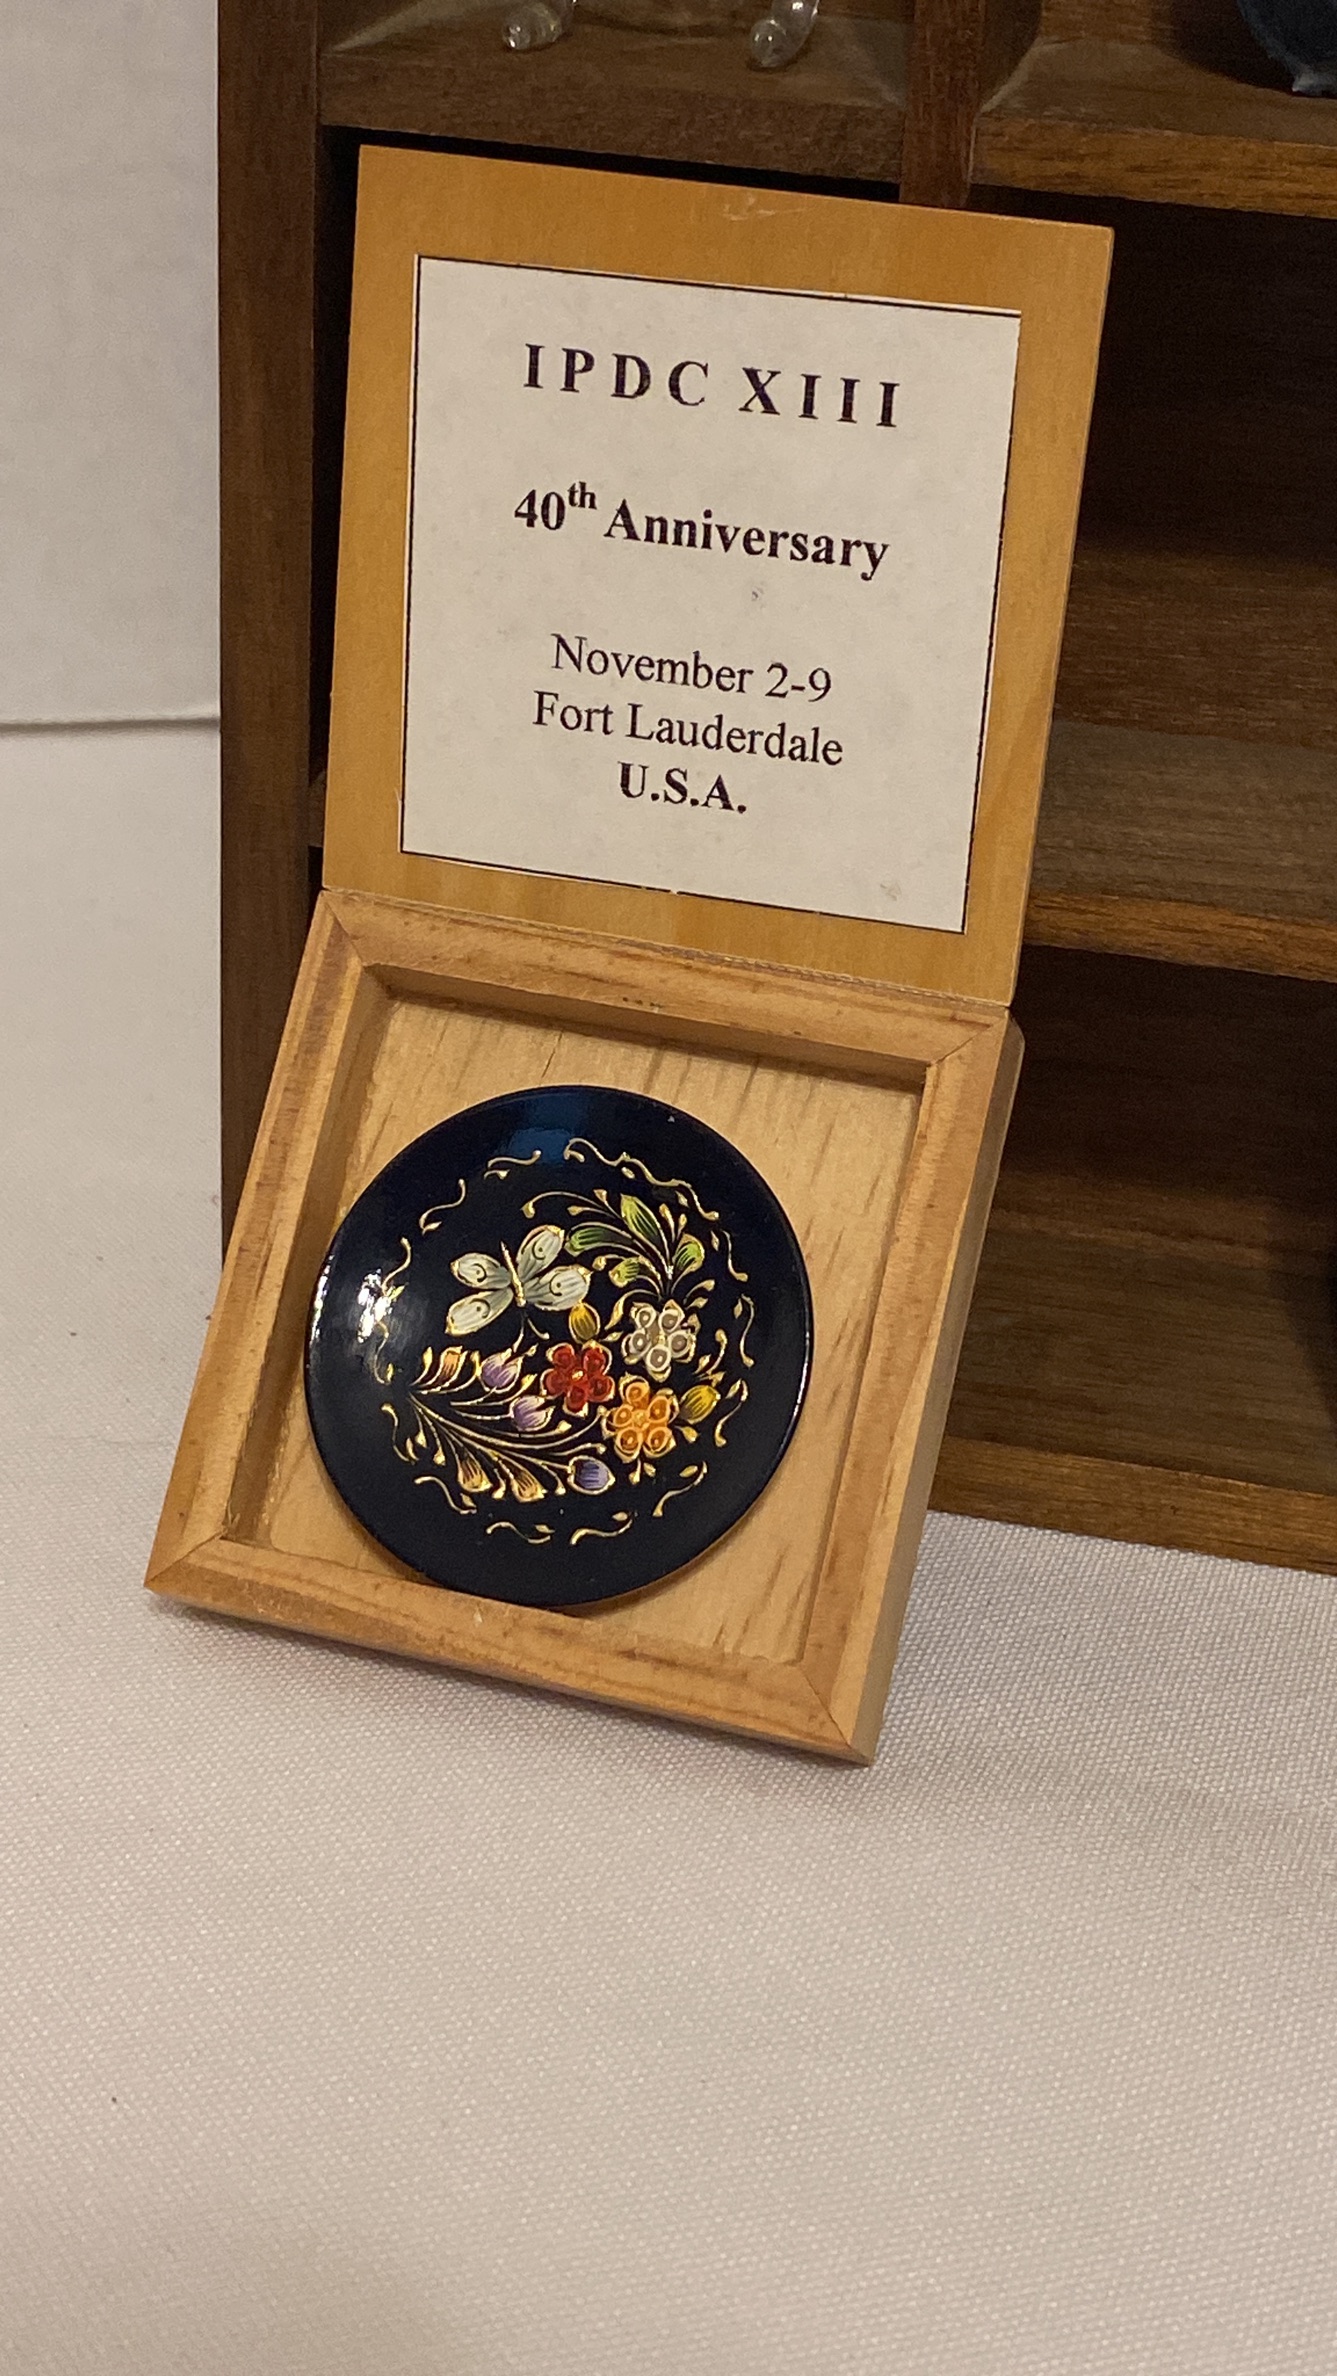 IPDC XIII
40th Anniversary
November 2-9
Fort Lauderdale
U.S.A.